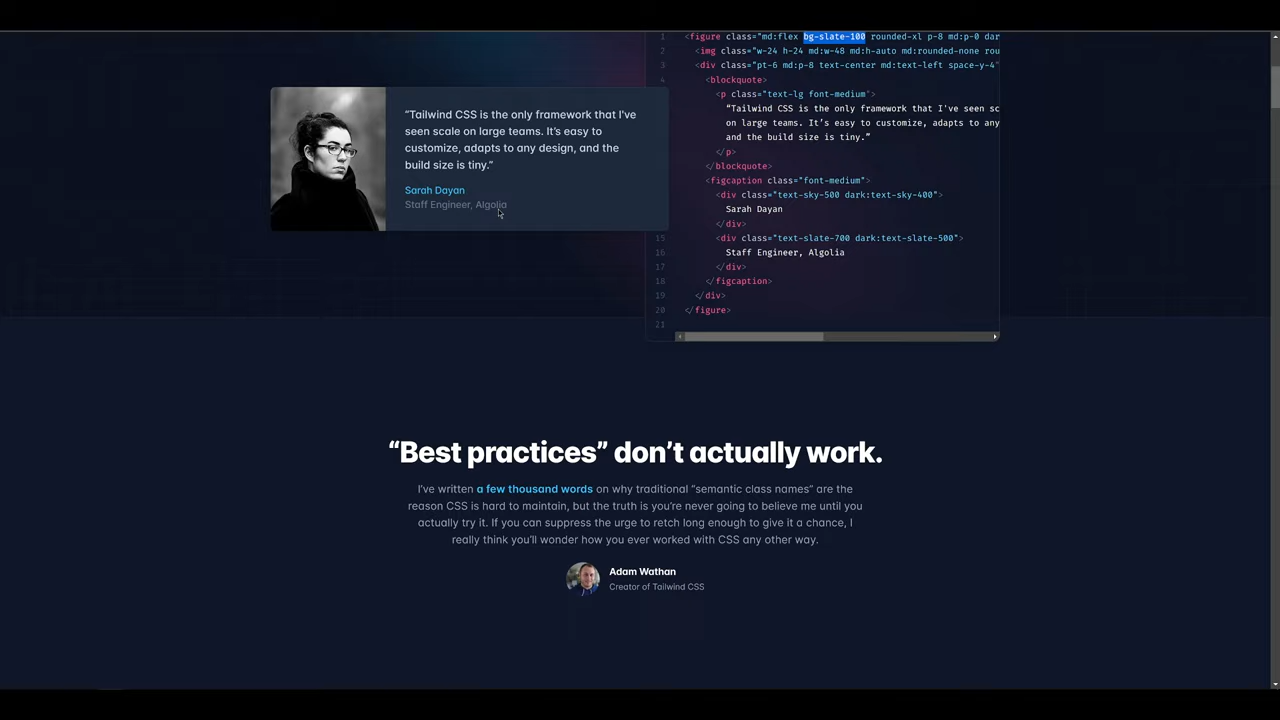 “Tailwind CSS is the only framework that I've
seen scale on large teams. It’s easy to
customize, adapts to any design, and the
build size is tiny.”
Sarah Dayan
Staff Engineer, Algolia
1 <figure class="md:flex bg-slate-100 rounded-xl p-8 md:p-0 dar
2 <img class="w-24 h-24 md:w-48 md:h-auto md:rounded-none rou
3 <div class="pt-6 md:p-8 text-center md:text-left space-y-4"
4 <blockquote>
<p class="text-lg font-medium">
“Tailwind CSS is the only framework that I've seen sc
on large teams. It’s easy to customize, adapts to any
and the build size is tiny.”
</p>
</blockquote>
<figcaption class="font-medium">
<div class="text-sky-500 dark:text-sky-400">
Sarah Dayan
</div>
15 <div class="text-slate-700 dark:text-slate-500">
16 Staff Engineer, Algolia
17 </div>
18 </figcaption>
19 </div>
20 </figure>
21
“Best practices” don’t actually work.
I’ve written a few thousand words on why traditional “semantic class names” are the
reason CSS is hard to maintain, but the truth is you’re never going to believe me until you
actually try it. If you can suppress the urge to retch long enough to give it a chance, I
really think you’ll wonder how you ever worked with CSS any other way.
Adam Wathan
Creator of Tailwind CSS